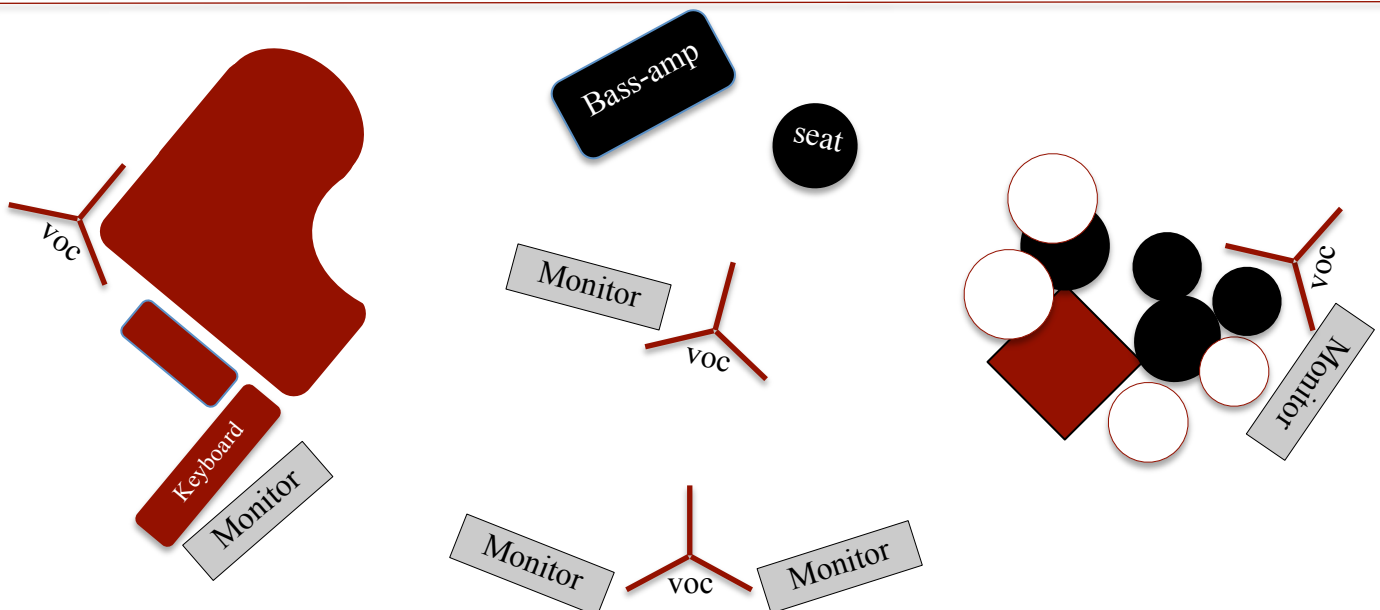 Bass-amp
seat
voc
Monitor
voc
voc
Monitor
Keyboard
Monitor
Monitor
voc
Monitor